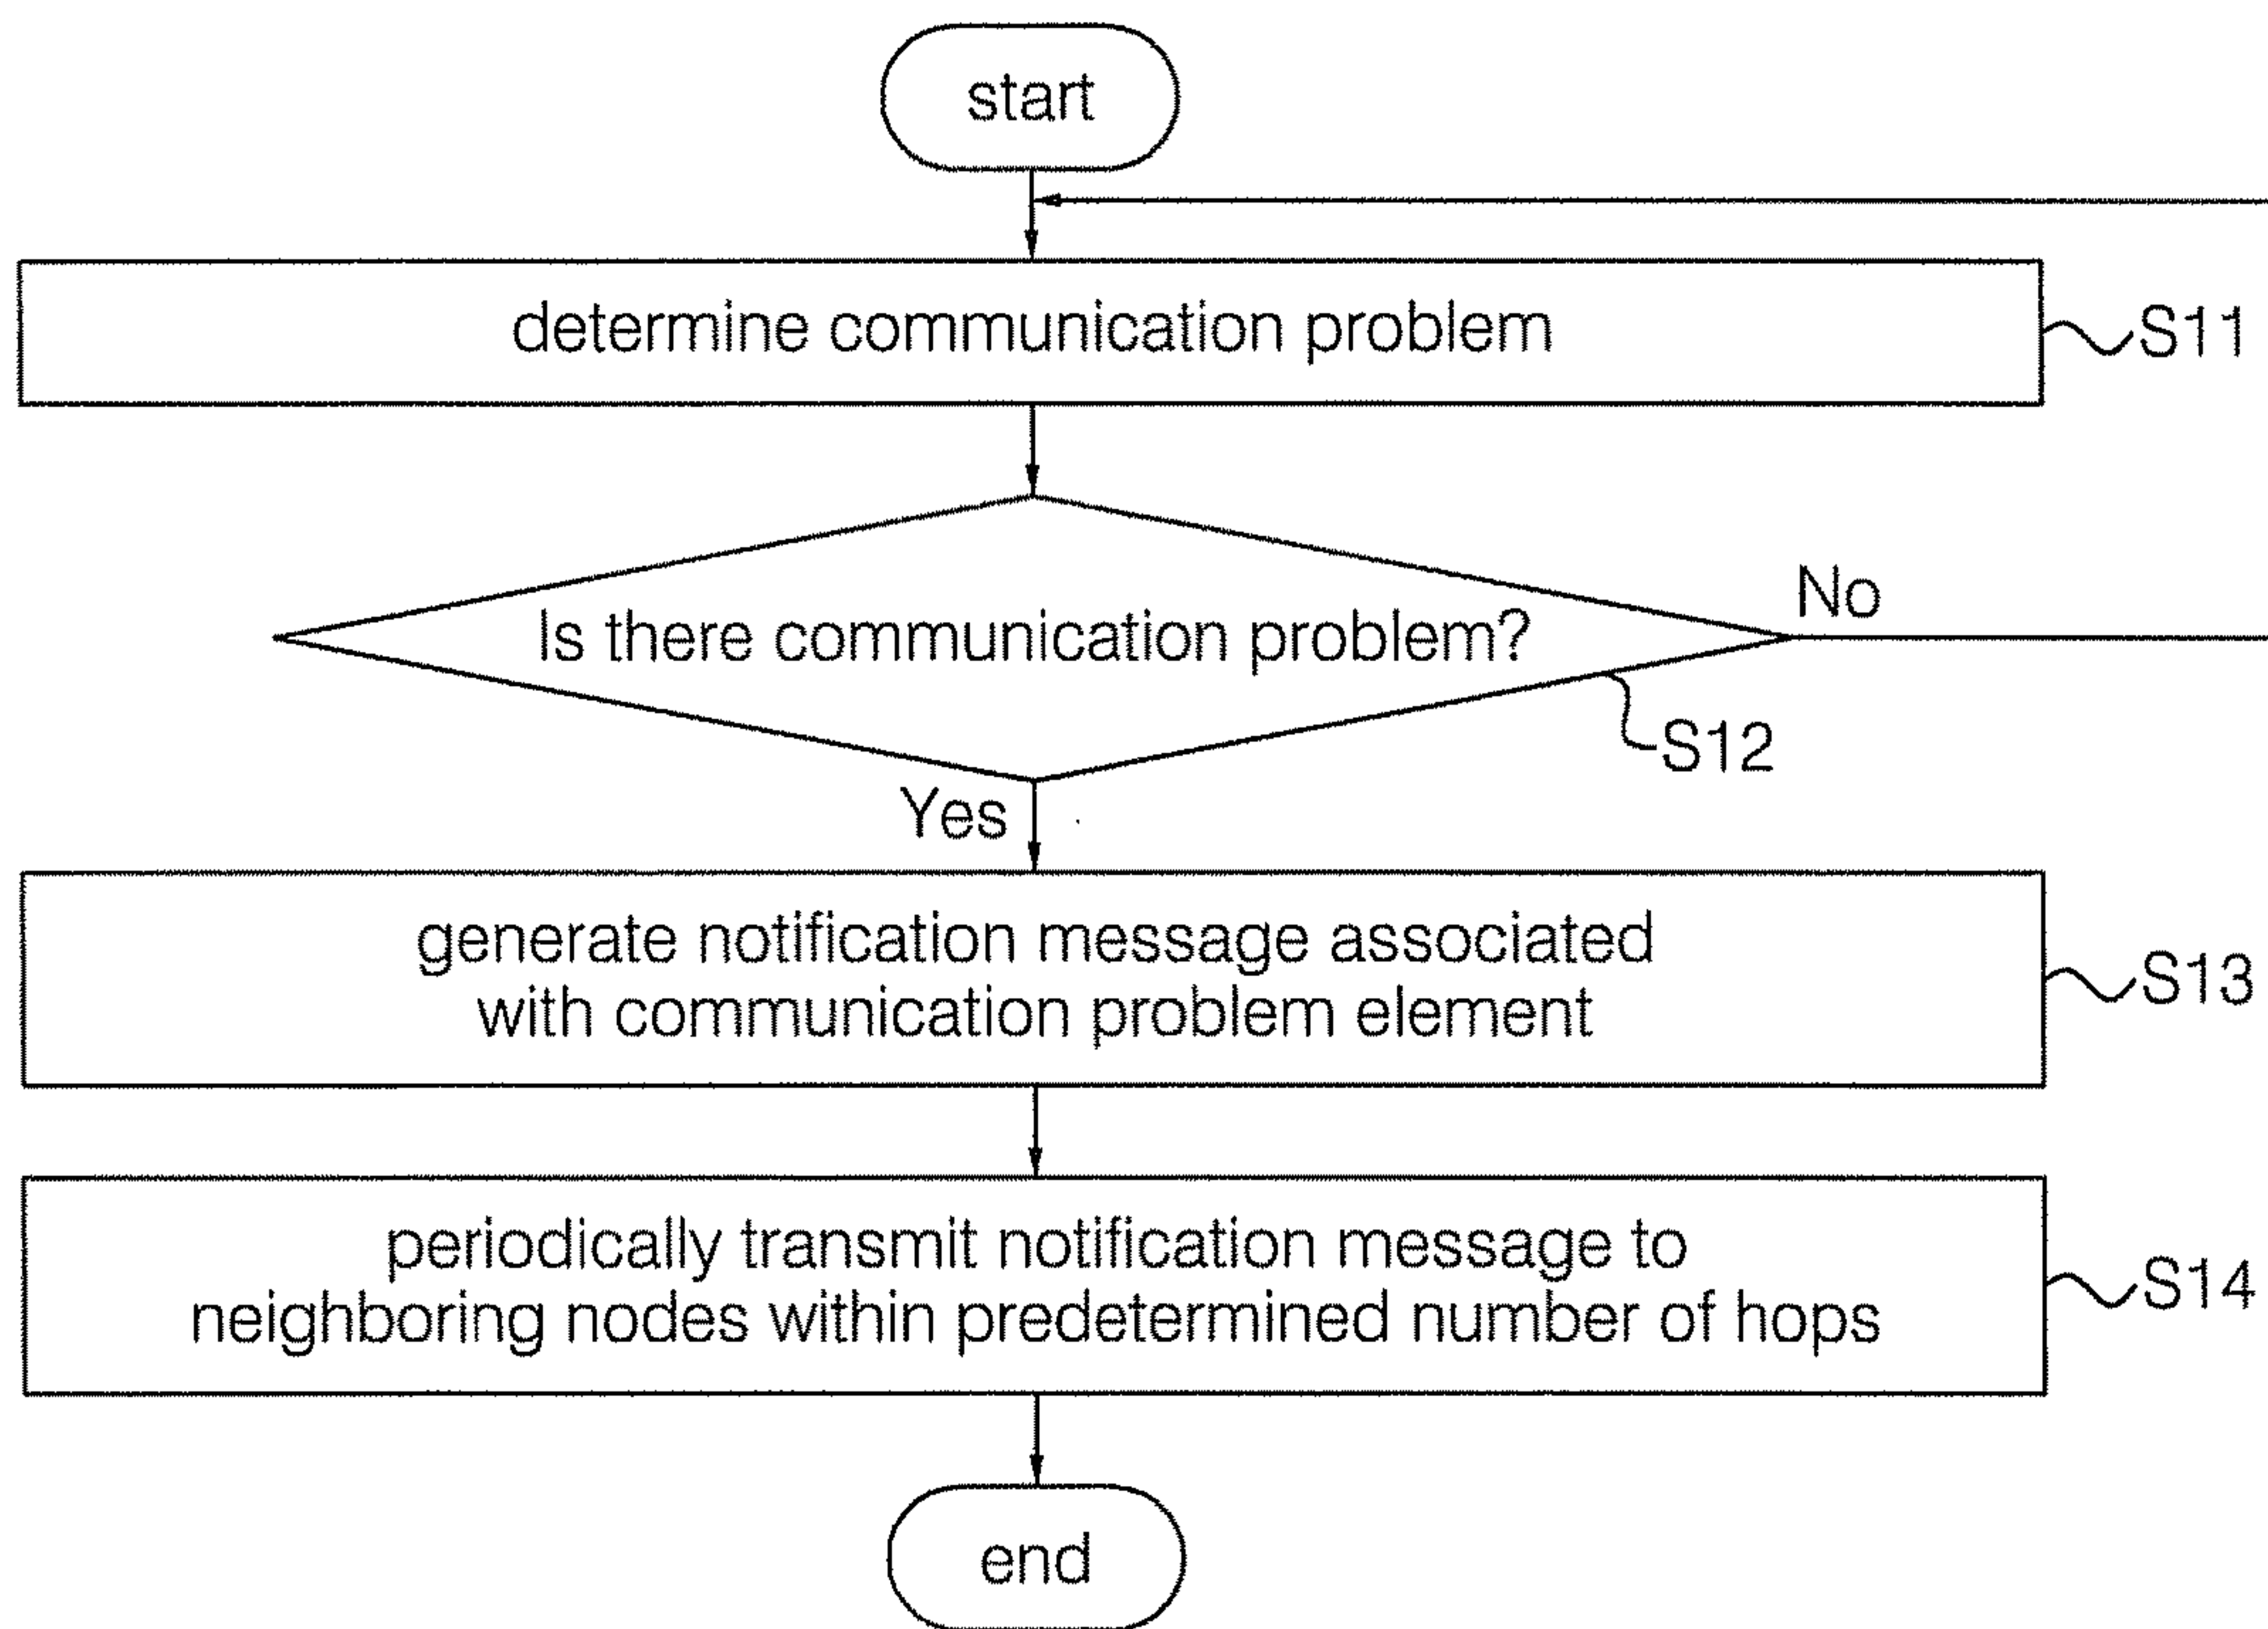 start
determine communication problem
S11
Is there communication problem?
No
S12
Yes
generate notification message associated
with communication problem element
S13
periodically transmit notification message to
neighboring nodes within predetermined number of hops
S14
end